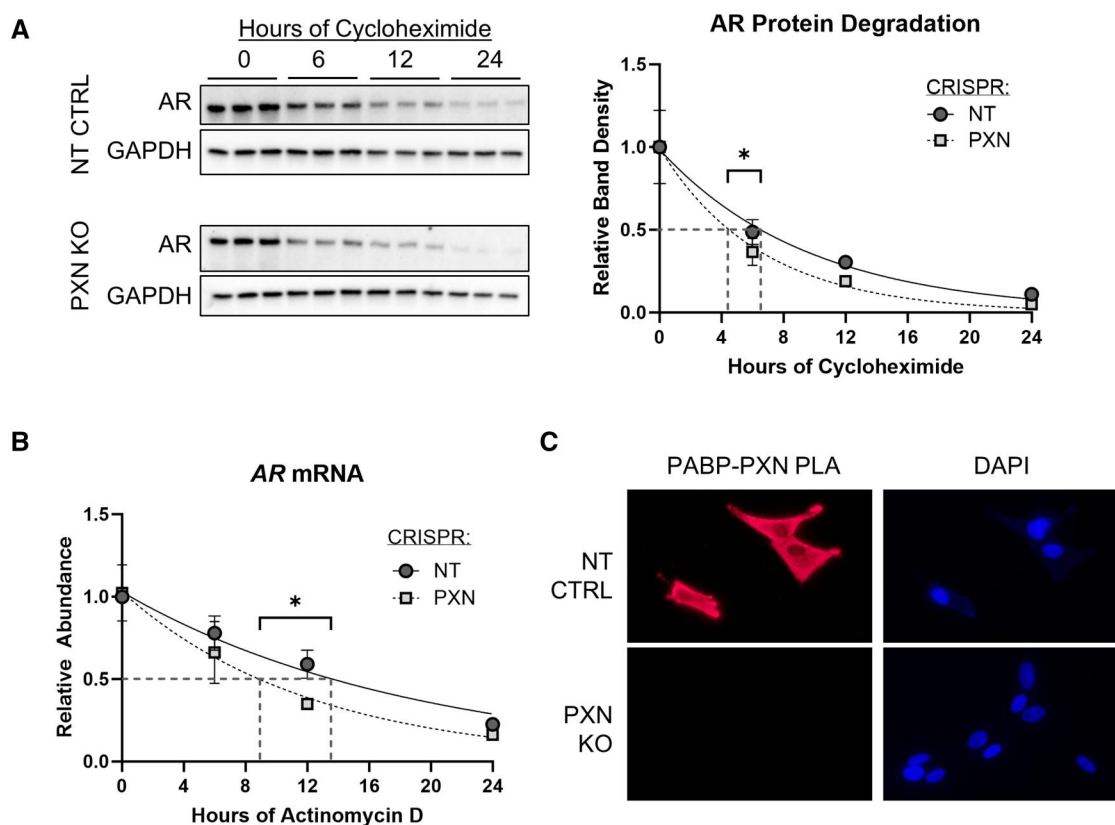 A
Hours of Cycloheximide
0 6 12 24
NT CTRL
AR
GAPDH
PXN KO
AR
GAPDH
AR Protein Degradation
Relative Band Density
1.5
1.0
0.5
0.0
CRISPR:
NT
PXN
*
0 4 8 12 16 20 24
Hours of Cycloheximide
B
AR mRNA
Relative Abundance
1.5
1.0
0.5
0.0
CRISPR:
NT
PXN
*
0 4 8 12 16 20 24
Hours of Actinomycin D
C
PABP-PXN PLA DAPI
NT
CTRL
PXN
KO